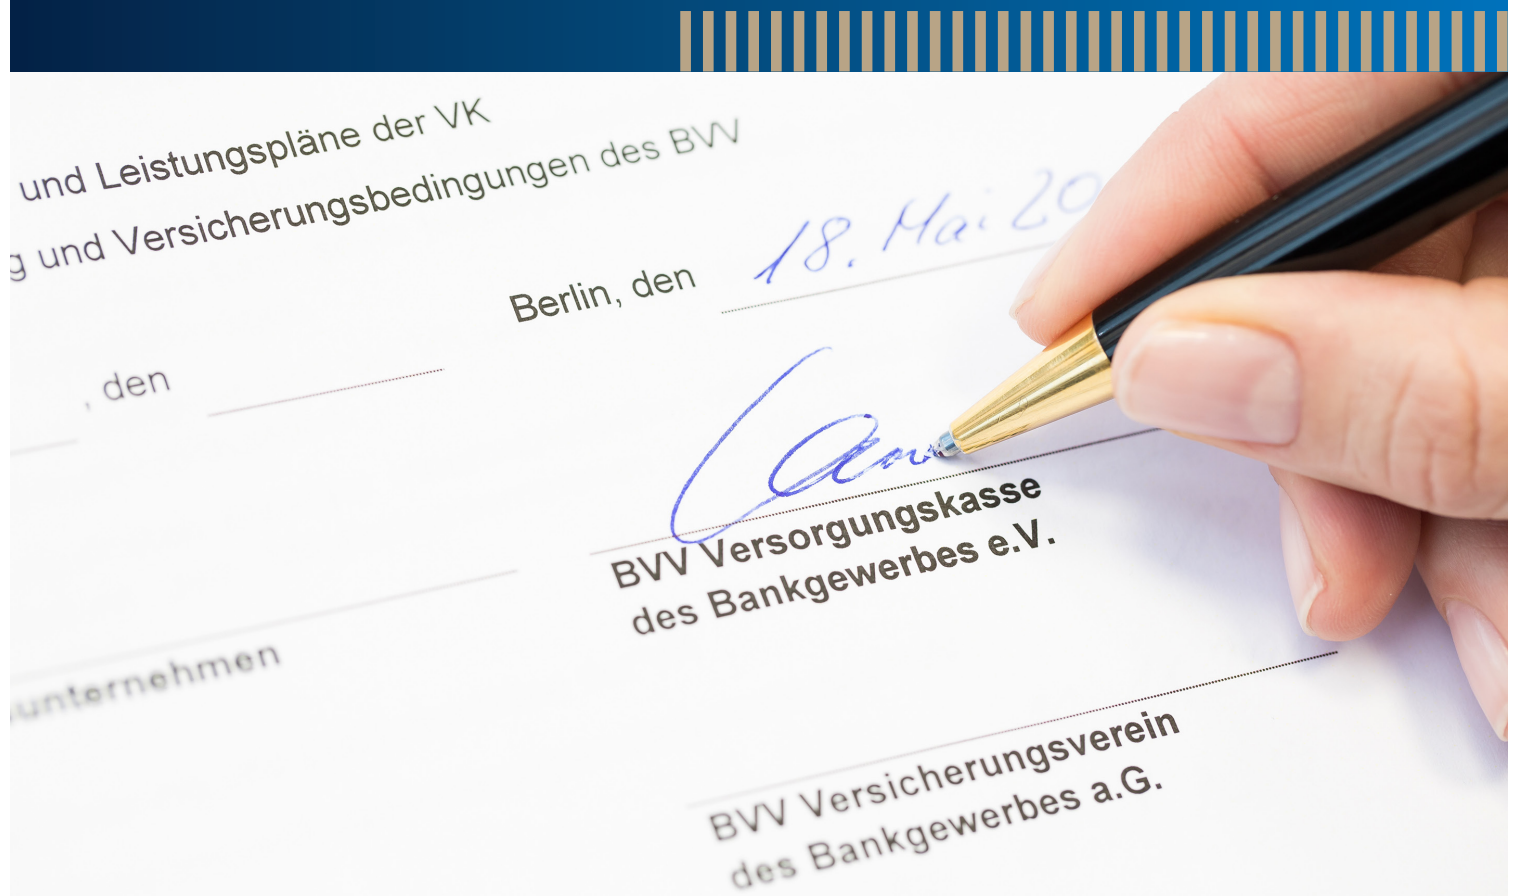 und Leistungspläne der VK
g und Versicherungsbedingungen des BVV
Berlin, den 18. Mai 20
, den
BVV Versorgungskasse
des Bankgewerbes e.V.
unternehmen
BVV Versicherungsverein
des Bankgewerbes a.G.